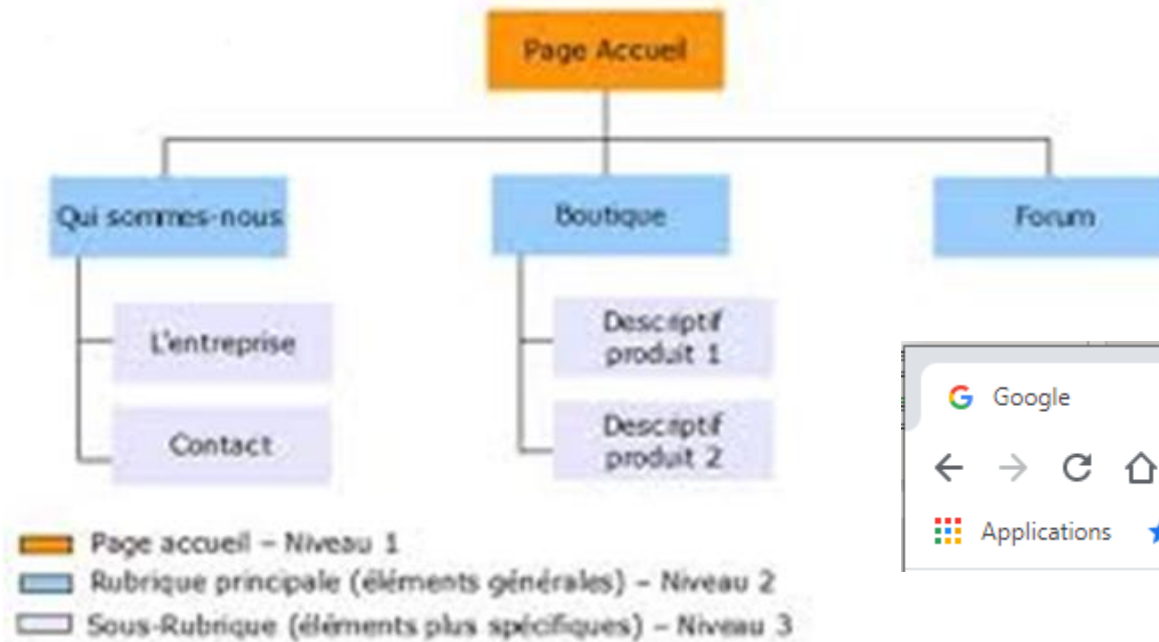 Page Accueil
Qui sommes-nous
Boutique
Forum
L'entreprise
Contact
Descriptif
produit 1
Descriptif
produit 2
Google
Applications
Page accueil – Niveau 1
Rubrique principale (éléments générales) – Niveau 2
Sous-Rubrique (éléments plus spécifiques) – Niveau 3